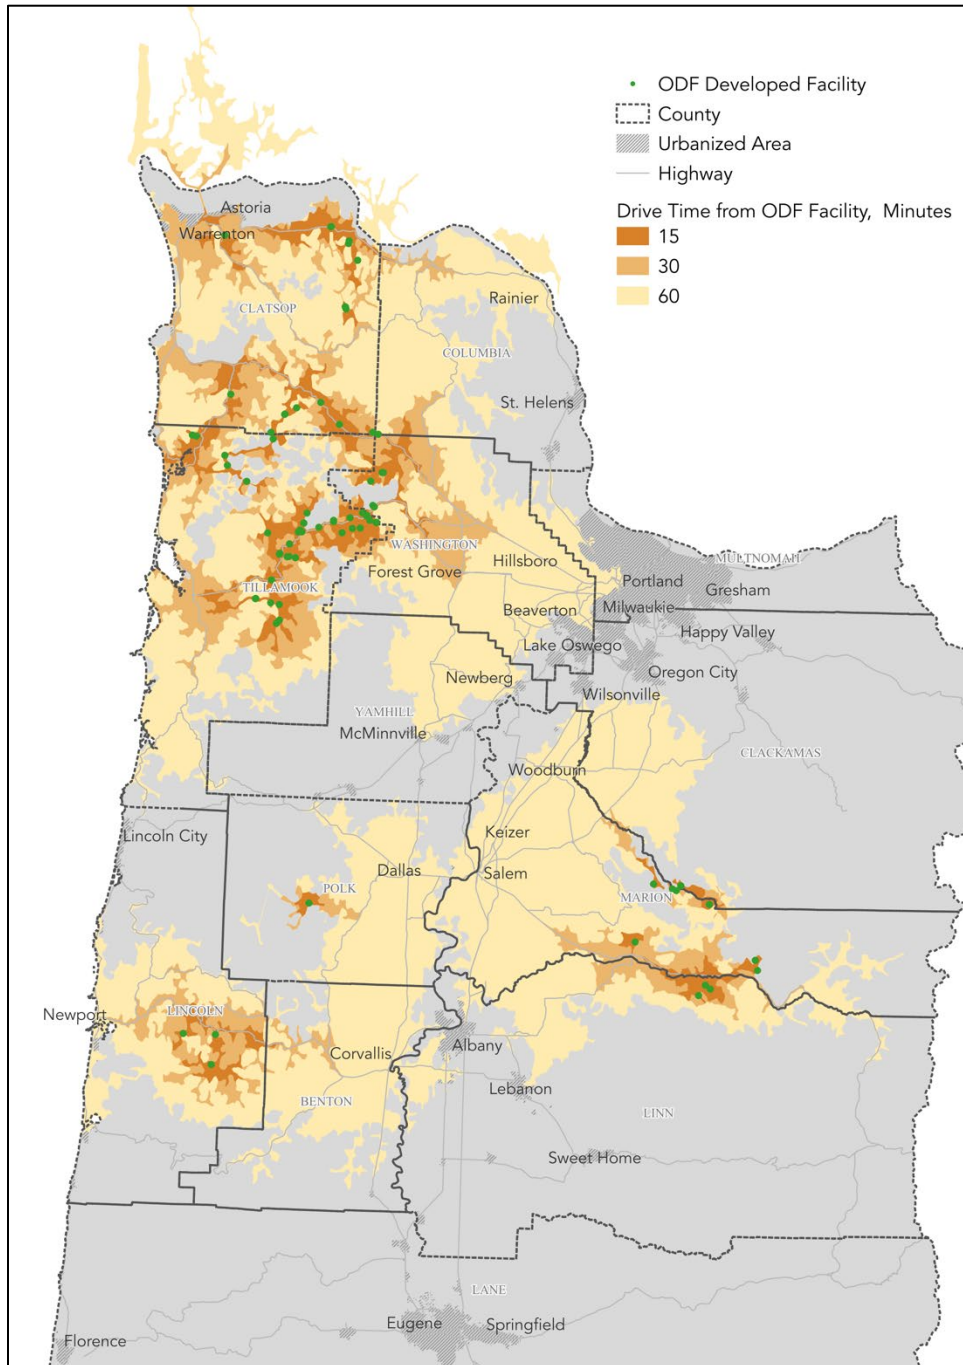 ODF Developed Facility
County
Urbanized Area
Highway
Drive Time from ODF Facility, Minutes
15
30
60
Astoria
Warrenton
CLATSOP
Rainier
COLUMBIA
St. Helens
WASHINGTON
Hillsboro
Forest Grove
MULTNOMAH
Portland
Gresham
TILLAMOOK
Beaverton
Milwaukie
Happy Valley
Lake Oswego
Oregon City
Newberg
Wilsonville
YAMHILL
McMinnville
CLACKAMAS
Woodburn
Lincoln City
Keizer
Dallas
Salem
POLK
MARION
LINCOLN
Newport
Corvallis
Albany
Lebanon
BENTON
LINN
Sweet Home
LANE
Eugene
Springfield
Florence